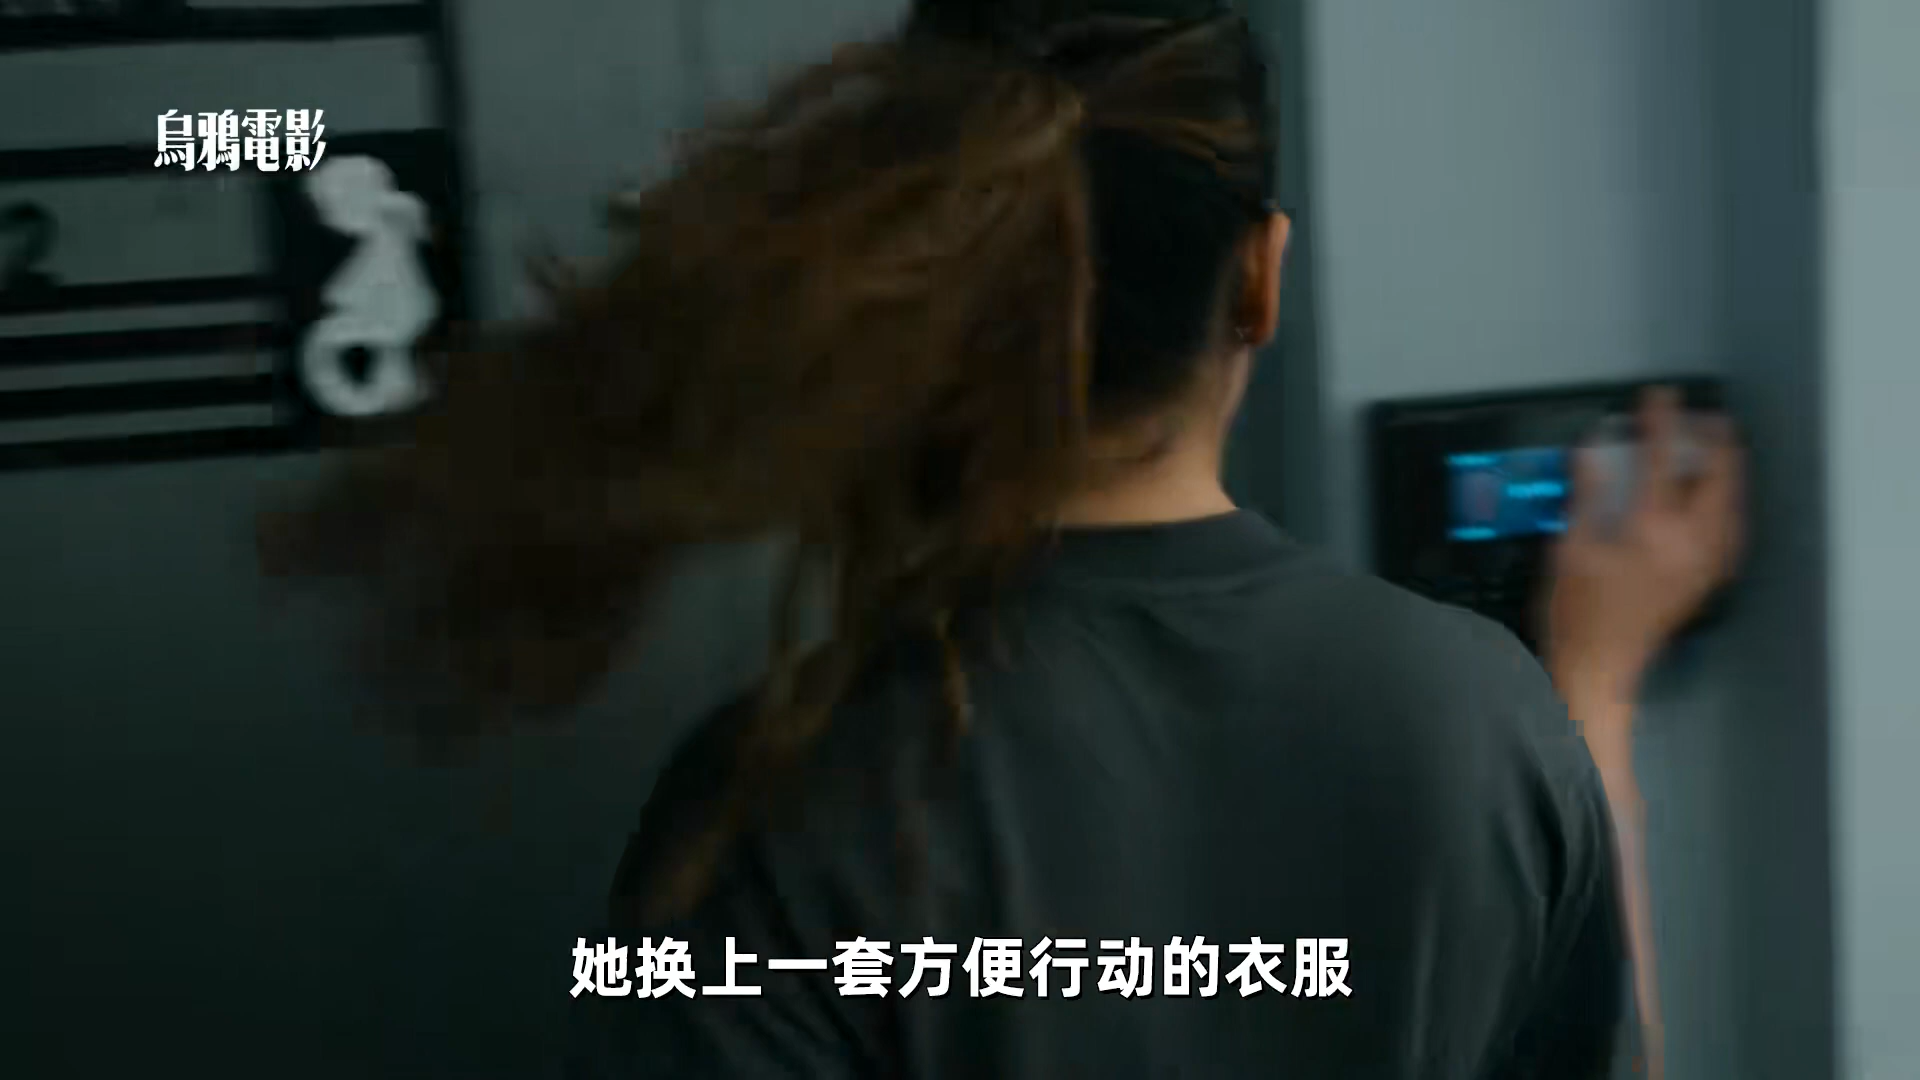 烏鴉電影
她换上一套方便行动的衣服